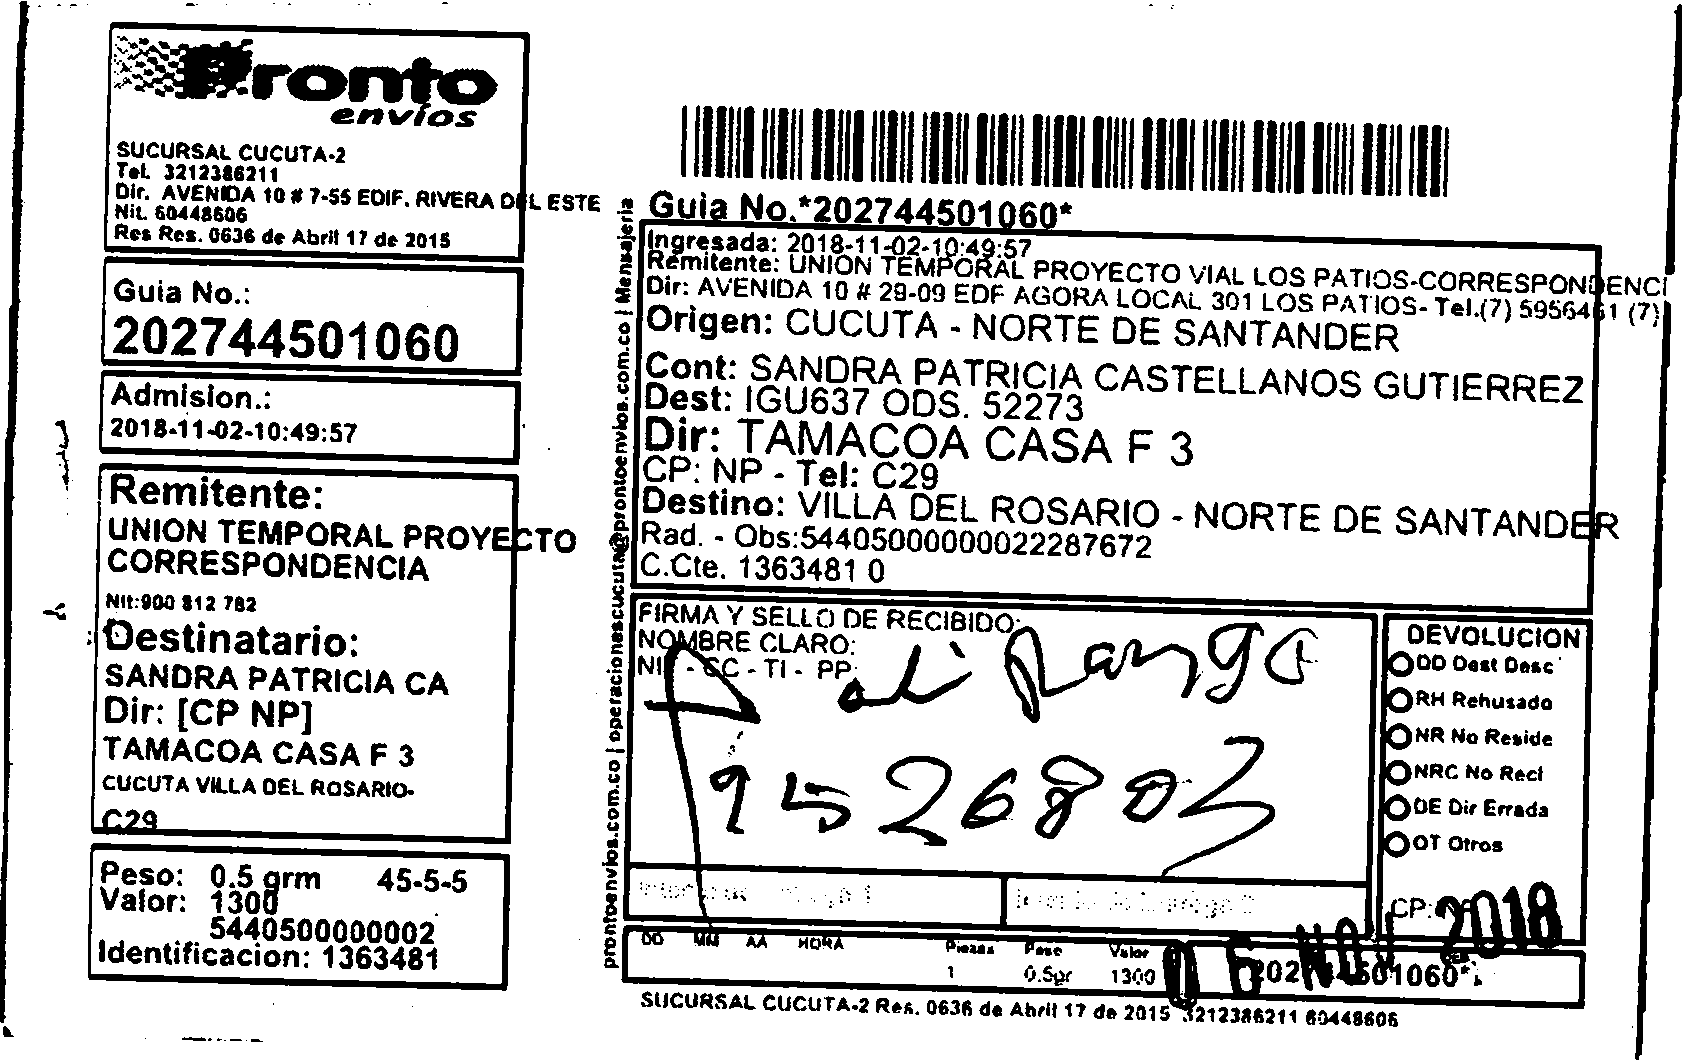 Pronto
envíos
SUCURSAL CUCUTA-2
Tel. 3212386211
Dir. AVENIDA 10 # 7-55 EDIF. RIVERA DEL ESTE
Nit. 60448606
Res Res. 0636 de Abril 17 de 2015
Guia No.:
202744501060
Admision.:
2018-11-02-10:49:57
Remitente:
UNION TEMPORAL PROYECTO
CORRESPONDENCIA
Nit:900 812 782
Destinatario:
SANDRA PATRICIA CA
Dir: [CP NP]
TAMACOA CASA F 3
CUCUTA VILLA DEL ROSARIO-
C29
Peso: 0.5 grm 45-5-5
Valor: 1300
5440500000002
Identificacion: 1363481
prontoenvios.com.co | operacionescucuta@prontoenvios.com.co | Mensajeria
Guia No.*202744501060*
Ingresada: 2018-11-02-10:49:57
Remitente: UNION TEMPORAL PROYECTO VIAL LOS PATIOS-CORRESPONDENCI
Dir: AVENIDA 10 # 29-09 EDF AGORA LOCAL 301 LOS PATIOS- Tel.(7) 5956461 (7)
Origen: CUCUTA - NORTE DE SANTANDER
Cont: SANDRA PATRICIA CASTELLANOS GUTIERREZ
Dest: IGU637 ODS. 52273
Dir: TAMACOA CASA F 3
CP: NP - Tel: C29
Destino: VILLA DEL ROSARIO - NORTE DE SANTANDER
Rad. - Obs:54405000000022287672
C.Cte. 1363481 0
FIRMA Y SELLO DE RECIBIDO:
NOMBRE CLARO:
NIT - CC - TI - PP:
9526803
DEVOLUCION
DD Dest Desc
RH Rehusado
NR No Reside
NRC No Recl
DE Dir Errada
OT Otros
CP:
06 NOV 2018
DD MM AA HORA Piezas Peso Valor
1 0.5gr 1300 *202744501060*
SUCURSAL CUCUTA-2 Res. 0636 de Abril 17 de 2015 3212386211 60448606